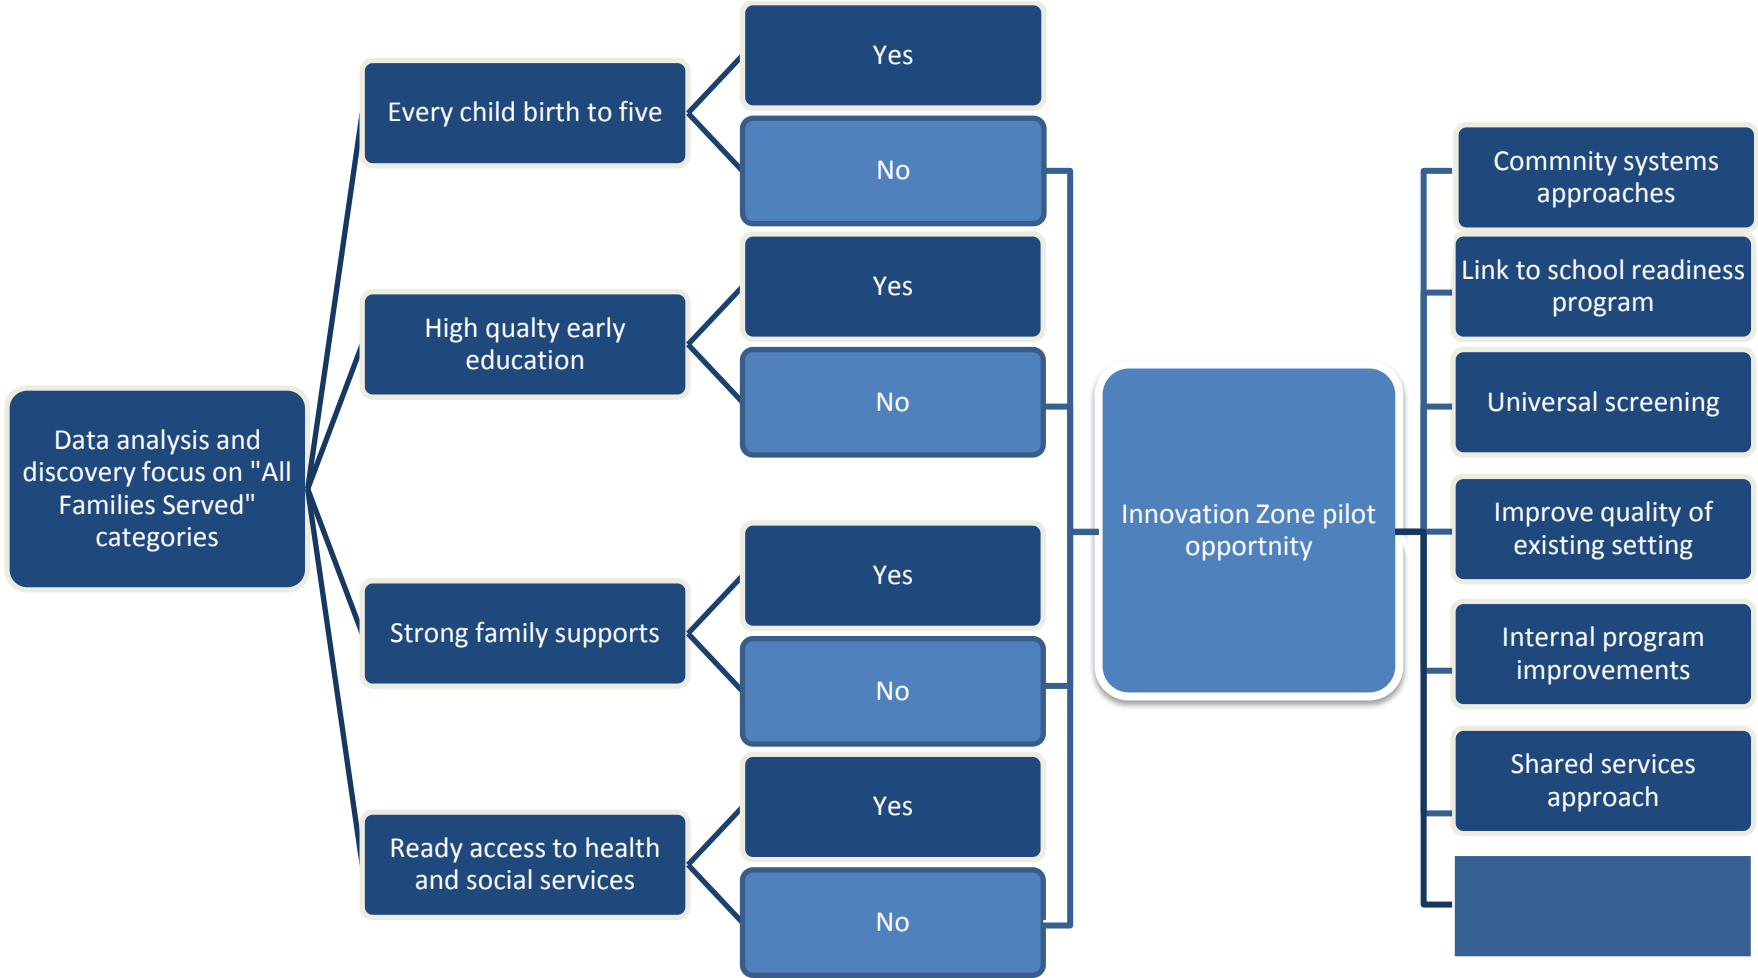 Data analysis and
discovery focus on "All
Families Served"
categories
Every child birth to five
Yes
No
High qualty early
education
Yes
No
Strong family supports
Yes
No
Ready access to health
and social services
Yes
No
Innovation Zone pilot
opportnity
Commnity systems
approaches
Link to school readiness
program
Universal screening
Improve quality of
existing setting
Internal program
improvements
Shared services
approach